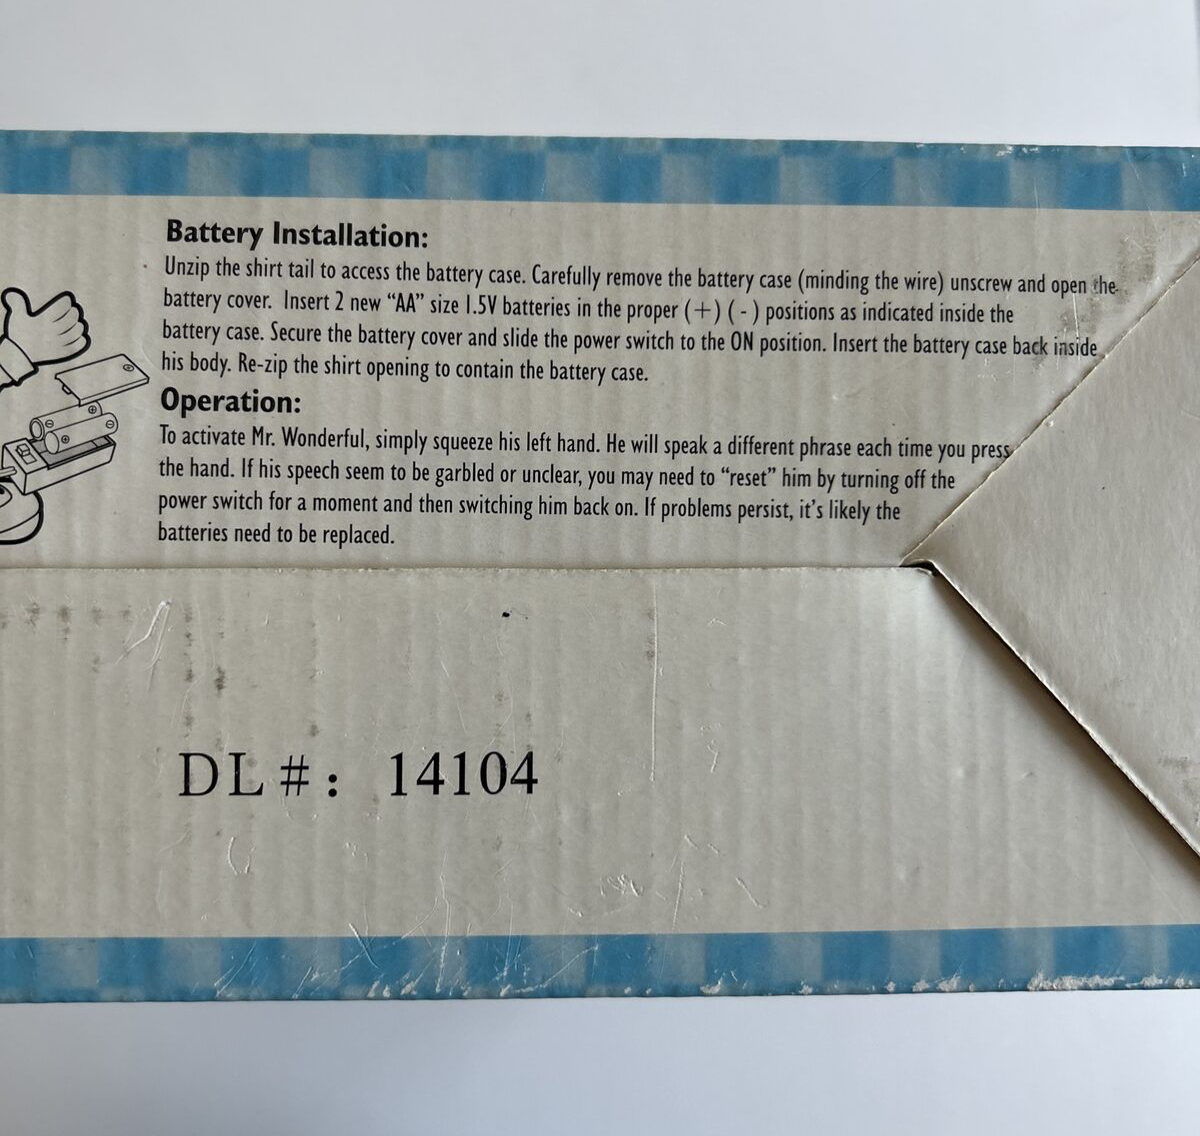 Battery Installation:
Unzip the shirt tail to access the battery case. Carefully remove the battery case (minding the wire) unscrew and open the
battery cover. Insert 2 new “AA” size 1.5V batteries in the proper (+) ( - ) positions as indicated inside the
battery case. Secure the battery cover and slide the power switch to the ON position. Insert the battery case back inside
his body. Re-zip the shirt opening to contain the battery case.
Operation:
To activate Mr. Wonderful, simply squeeze his left hand. He will speak a different phrase each time you press
the hand. If his speech seem to be garbled or unclear, you may need to “reset” him by turning off the
power switch for a moment and then switching him back on. If problems persist, it’s likely the
batteries need to be replaced.
DL#: 14104